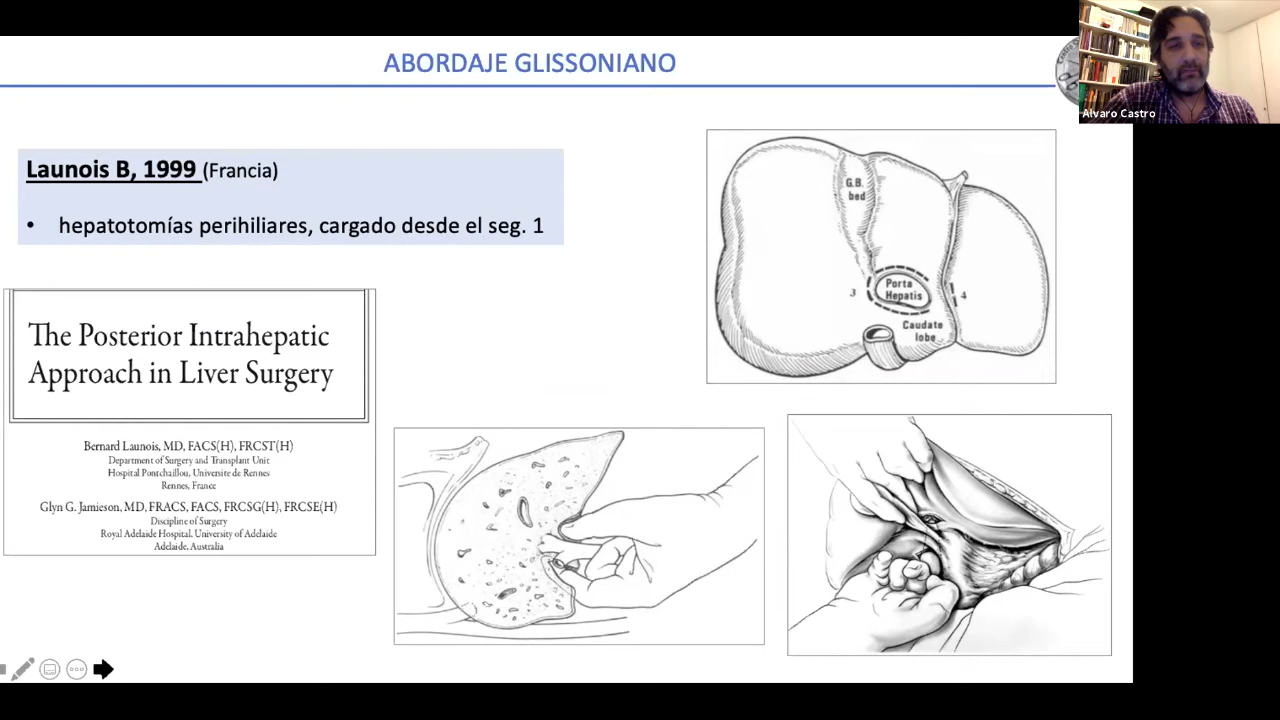 ABORDAJE GLISSONIANO
Alvaro Castro
Launois B, 1999 (Francia)
• hepatotomías perihiliares, cargado desde el seg. 1
The Posterior Intrahepatic
Approach in Liver Surgery
Bernard Launois, MD, FACS(H), FRCST(H)
Department of Surgery and Transplant Unit
Hospital Pontchaillou, Universite de Rennes
Rennes, France
Glyn G. Jamieson, MD, FRACS, FACS, FRCSG(H), FRCSE(H)
Discipline of Surgery
Royal Adelaide Hospital, University of Adelaide
Adelaide, Australia
G.B.
bed
3
Porta
Hepatis
4
Caudate
lobe